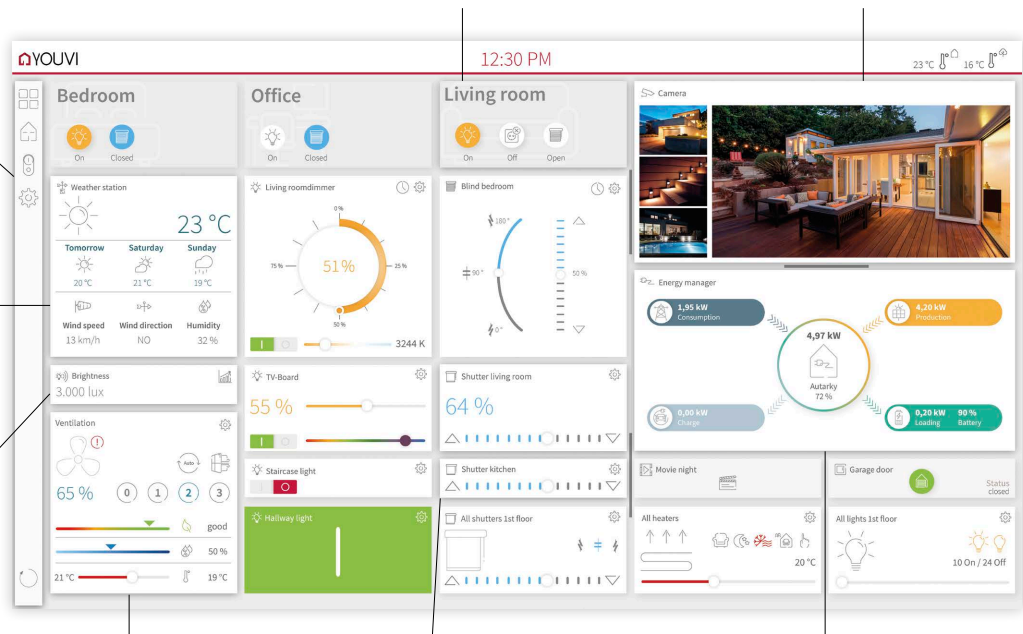 YOUVI
12:30 PM
23 °C
16 °C
Bedroom
On
Closed
Office
On
Closed
Living room
On
Off
Open
Camera
Weather station
23 °C
Tomorrow Saturday Sunday
20 °C 21 °C 19 °C
Wind speed Wind direction Humidity
13 km/h NO 32 %
Brightness
3.000 lux
Ventilation
Auto
65 % 0 1 2 3
good
50 %
21 °C 19 °C
Living roomdimmer
0 %
75 % 51% 25 %
50 %
3244 K
TV-Board
55 %
Staircase light
Hallway light
Blind bedroom
180 °
90 ° 50 %
0 °
Shutter living room
64 %
Shutter kitchen
All shutters 1st floor
Energy manager
1,95 kW
Consumption
4,20 kW
Production
4,97 kW
Autarky
72 %
0,00 kW
Charge
0,20 kW 90 %
Loading Battery
Movie night
Garage door
Status
closed
All heaters
20 °C
All lights 1st floor
10 On / 24 Off